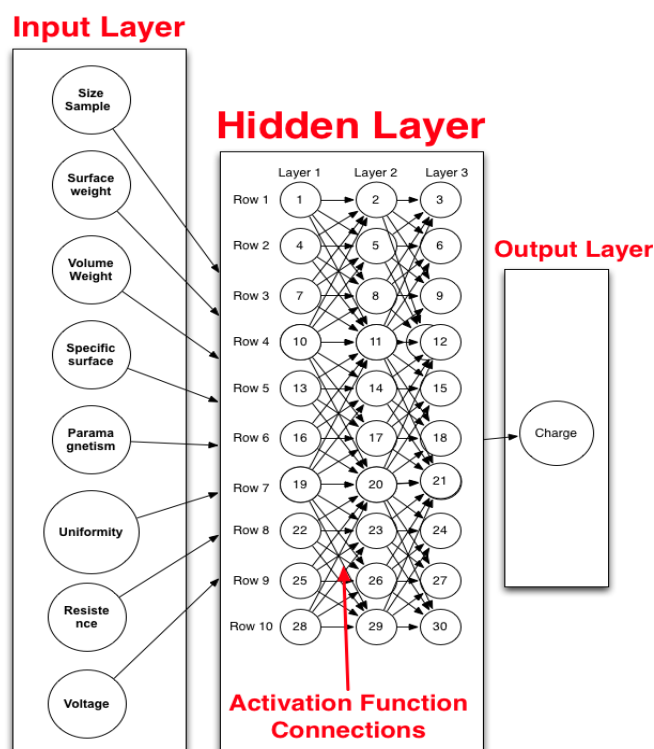 Input Layer
Size
Sample
Surface
weight
Volume
Weight
Specific
surface
Parama
gnetism
Uniformity
Resiste
nce
Voltage
Hidden Layer
Layer 1 Layer 2 Layer 3
Row 1 1 2 3
Row 2 4 5 6
Row 3 7 8 9
Row 4 10 11 12
Row 5 13 14 15
Row 6 16 17 18
Row 7 19 20 21
Row 8 22 23 24
Row 9 25 26 27
Row 10 28 29 30
Activation Function
Connections
Output Layer
Charge